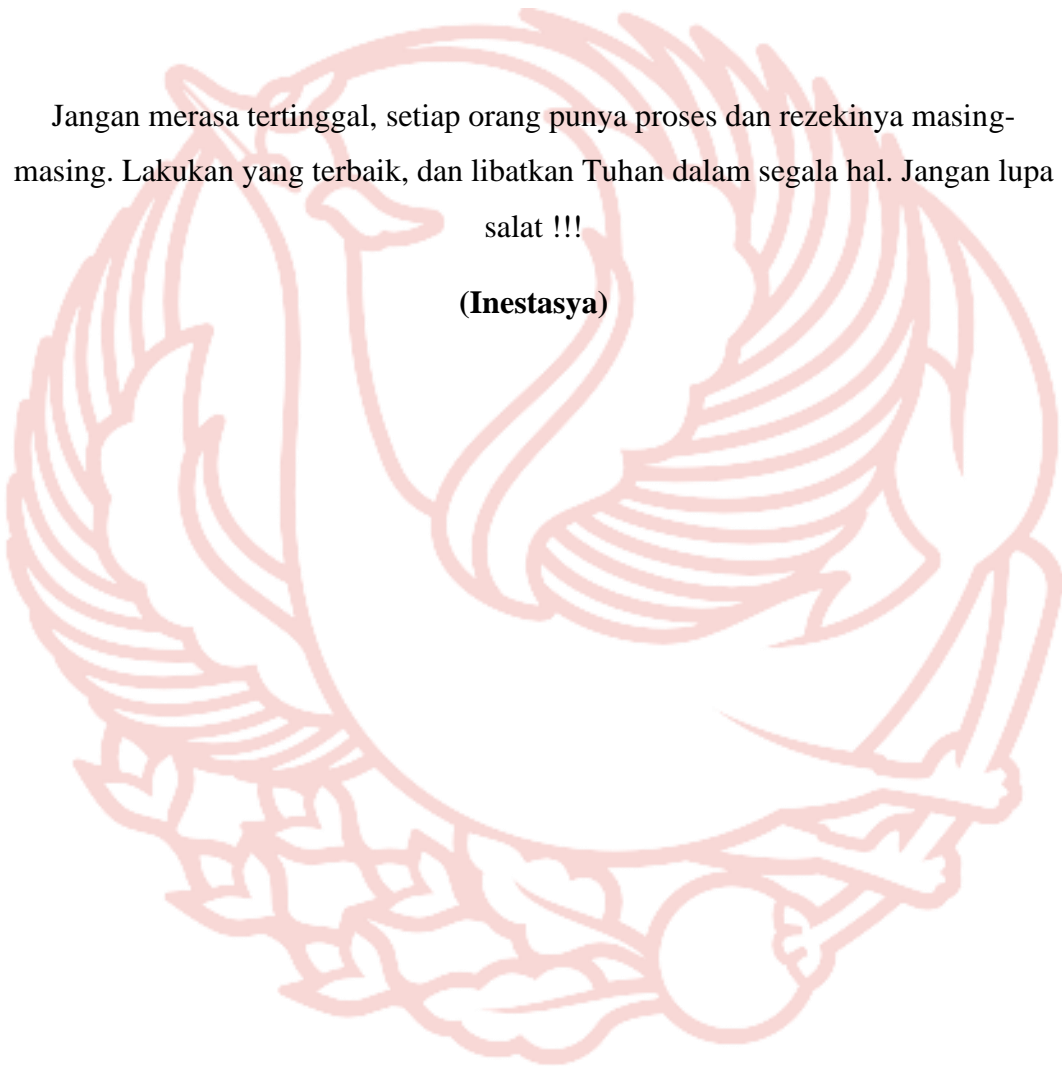 Jangan merasa tertinggal, setiap orang punya proses dan rezekinya masing-
masing. Lakukan yang terbaik, dan libatkan Tuhan dalam segala hal. Jangan lupa
salat !!!
(Inestasya)